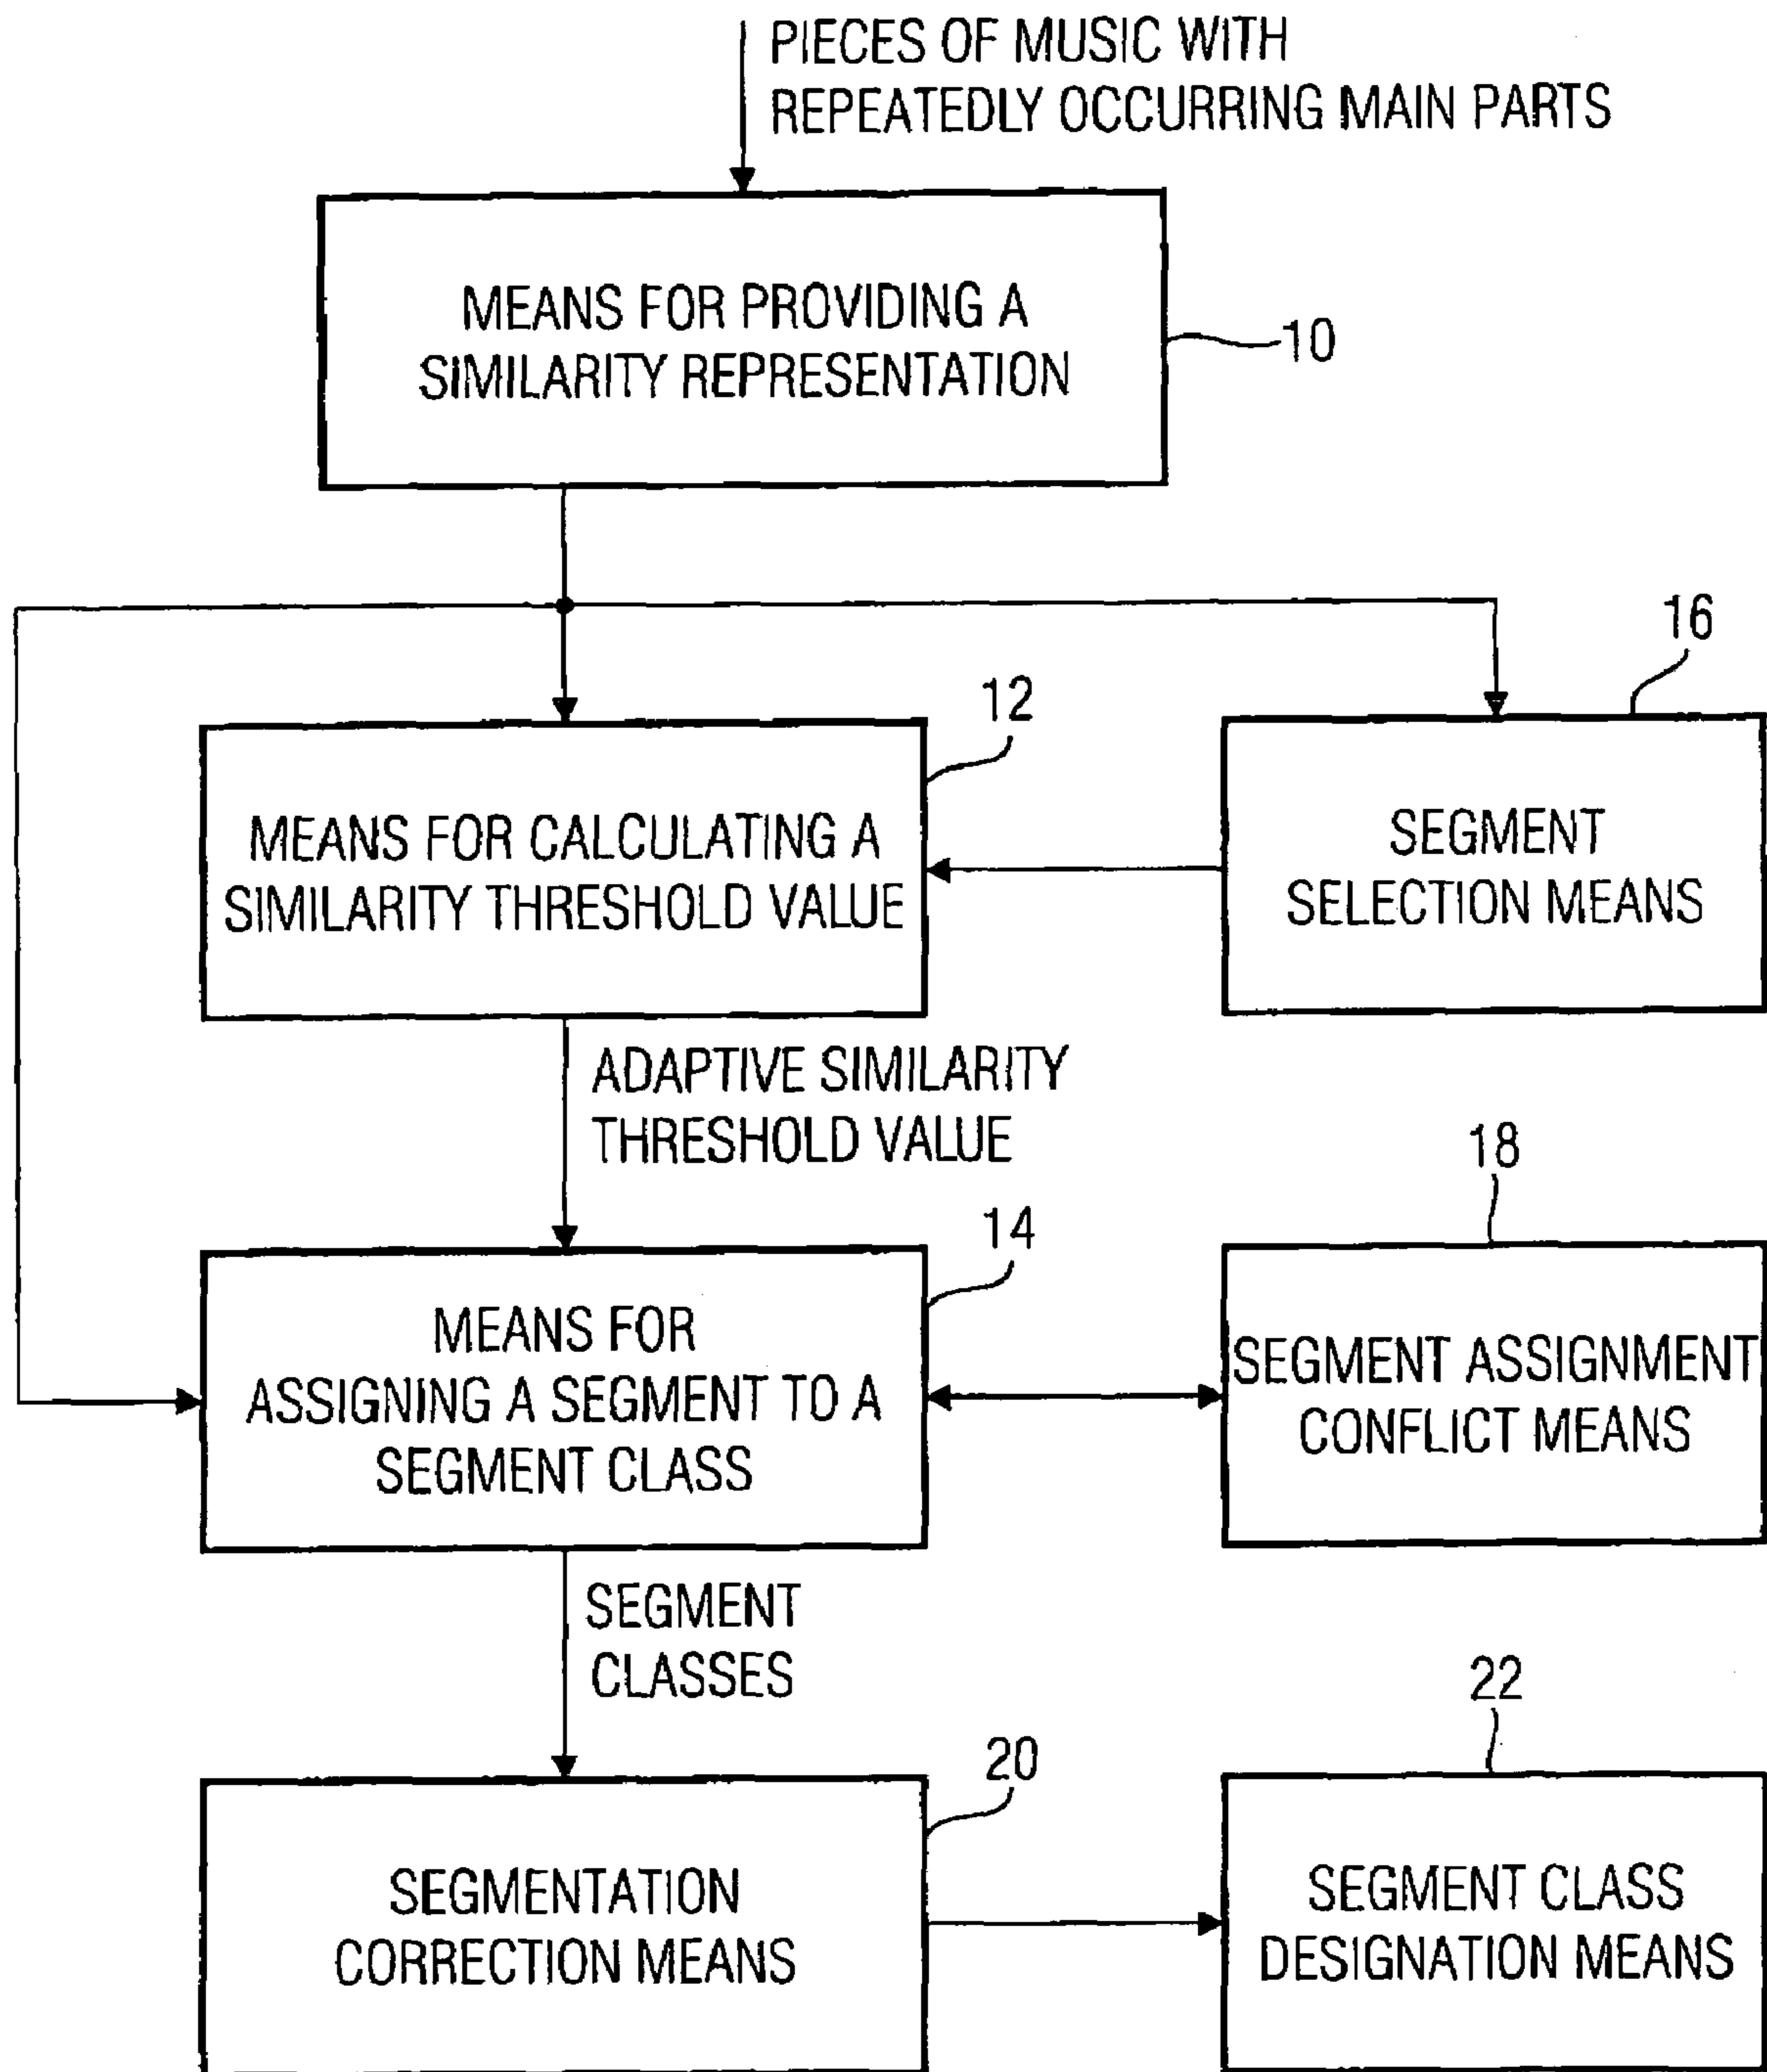 PIECES OF MUSIC WITH
REPEATEDLY OCCURRING MAIN PARTS
MEANS FOR PROVIDING A
SIMILARITY REPRESENTATION
10
16
12
MEANS FOR CALCULATING A
SIMILARITY THRESHOLD VALUE
SEGMENT
SELECTION MEANS
ADAPTIVE SIMILARITY
THRESHOLD VALUE
18
14
MEANS FOR
ASSIGNING A SEGMENT TO A
SEGMENT CLASS
SEGMENT ASSIGNMENT
CONFLICT MEANS
SEGMENT
CLASSES
22
20
SEGMENTATION
CORRECTION MEANS
SEGMENT CLASS
DESIGNATION MEANS